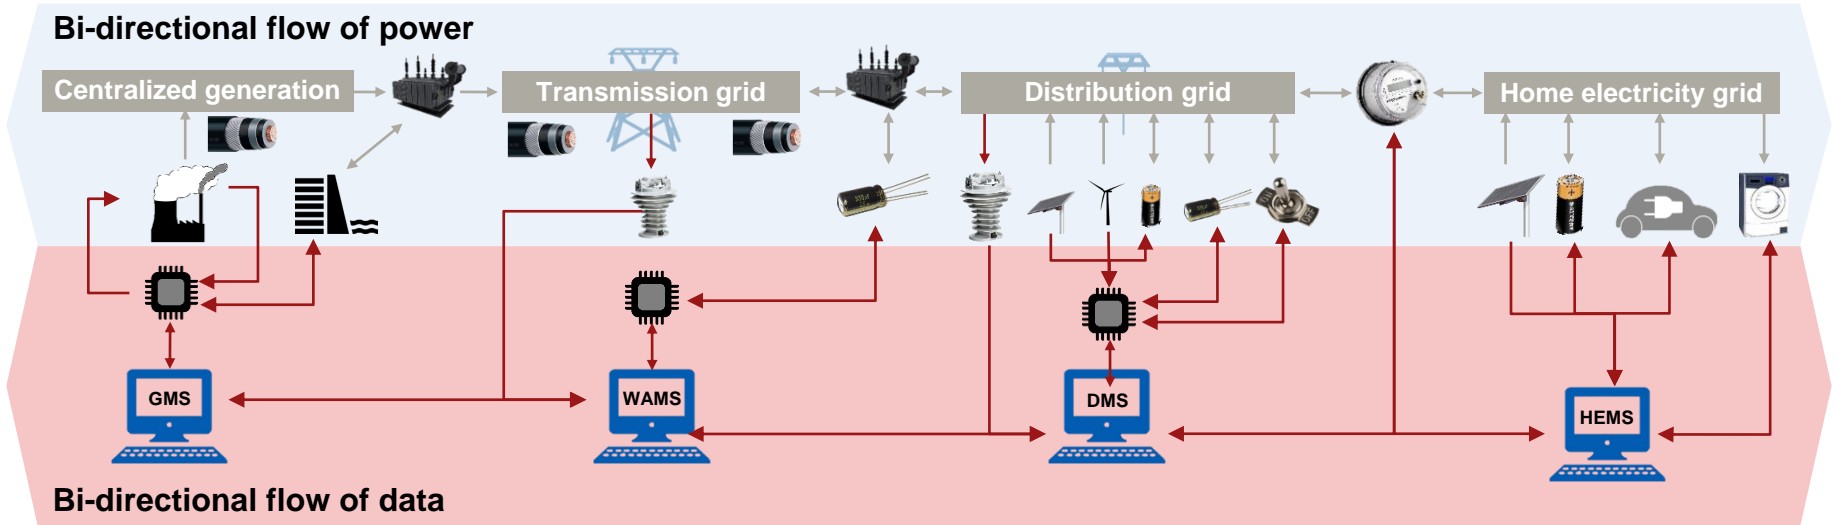 Bi-directional flow of power
Centralized generation
Transmission grid
Distribution grid
Home electricity grid
GMS
WAMS
DMS
HEMS
Bi-directional flow of data